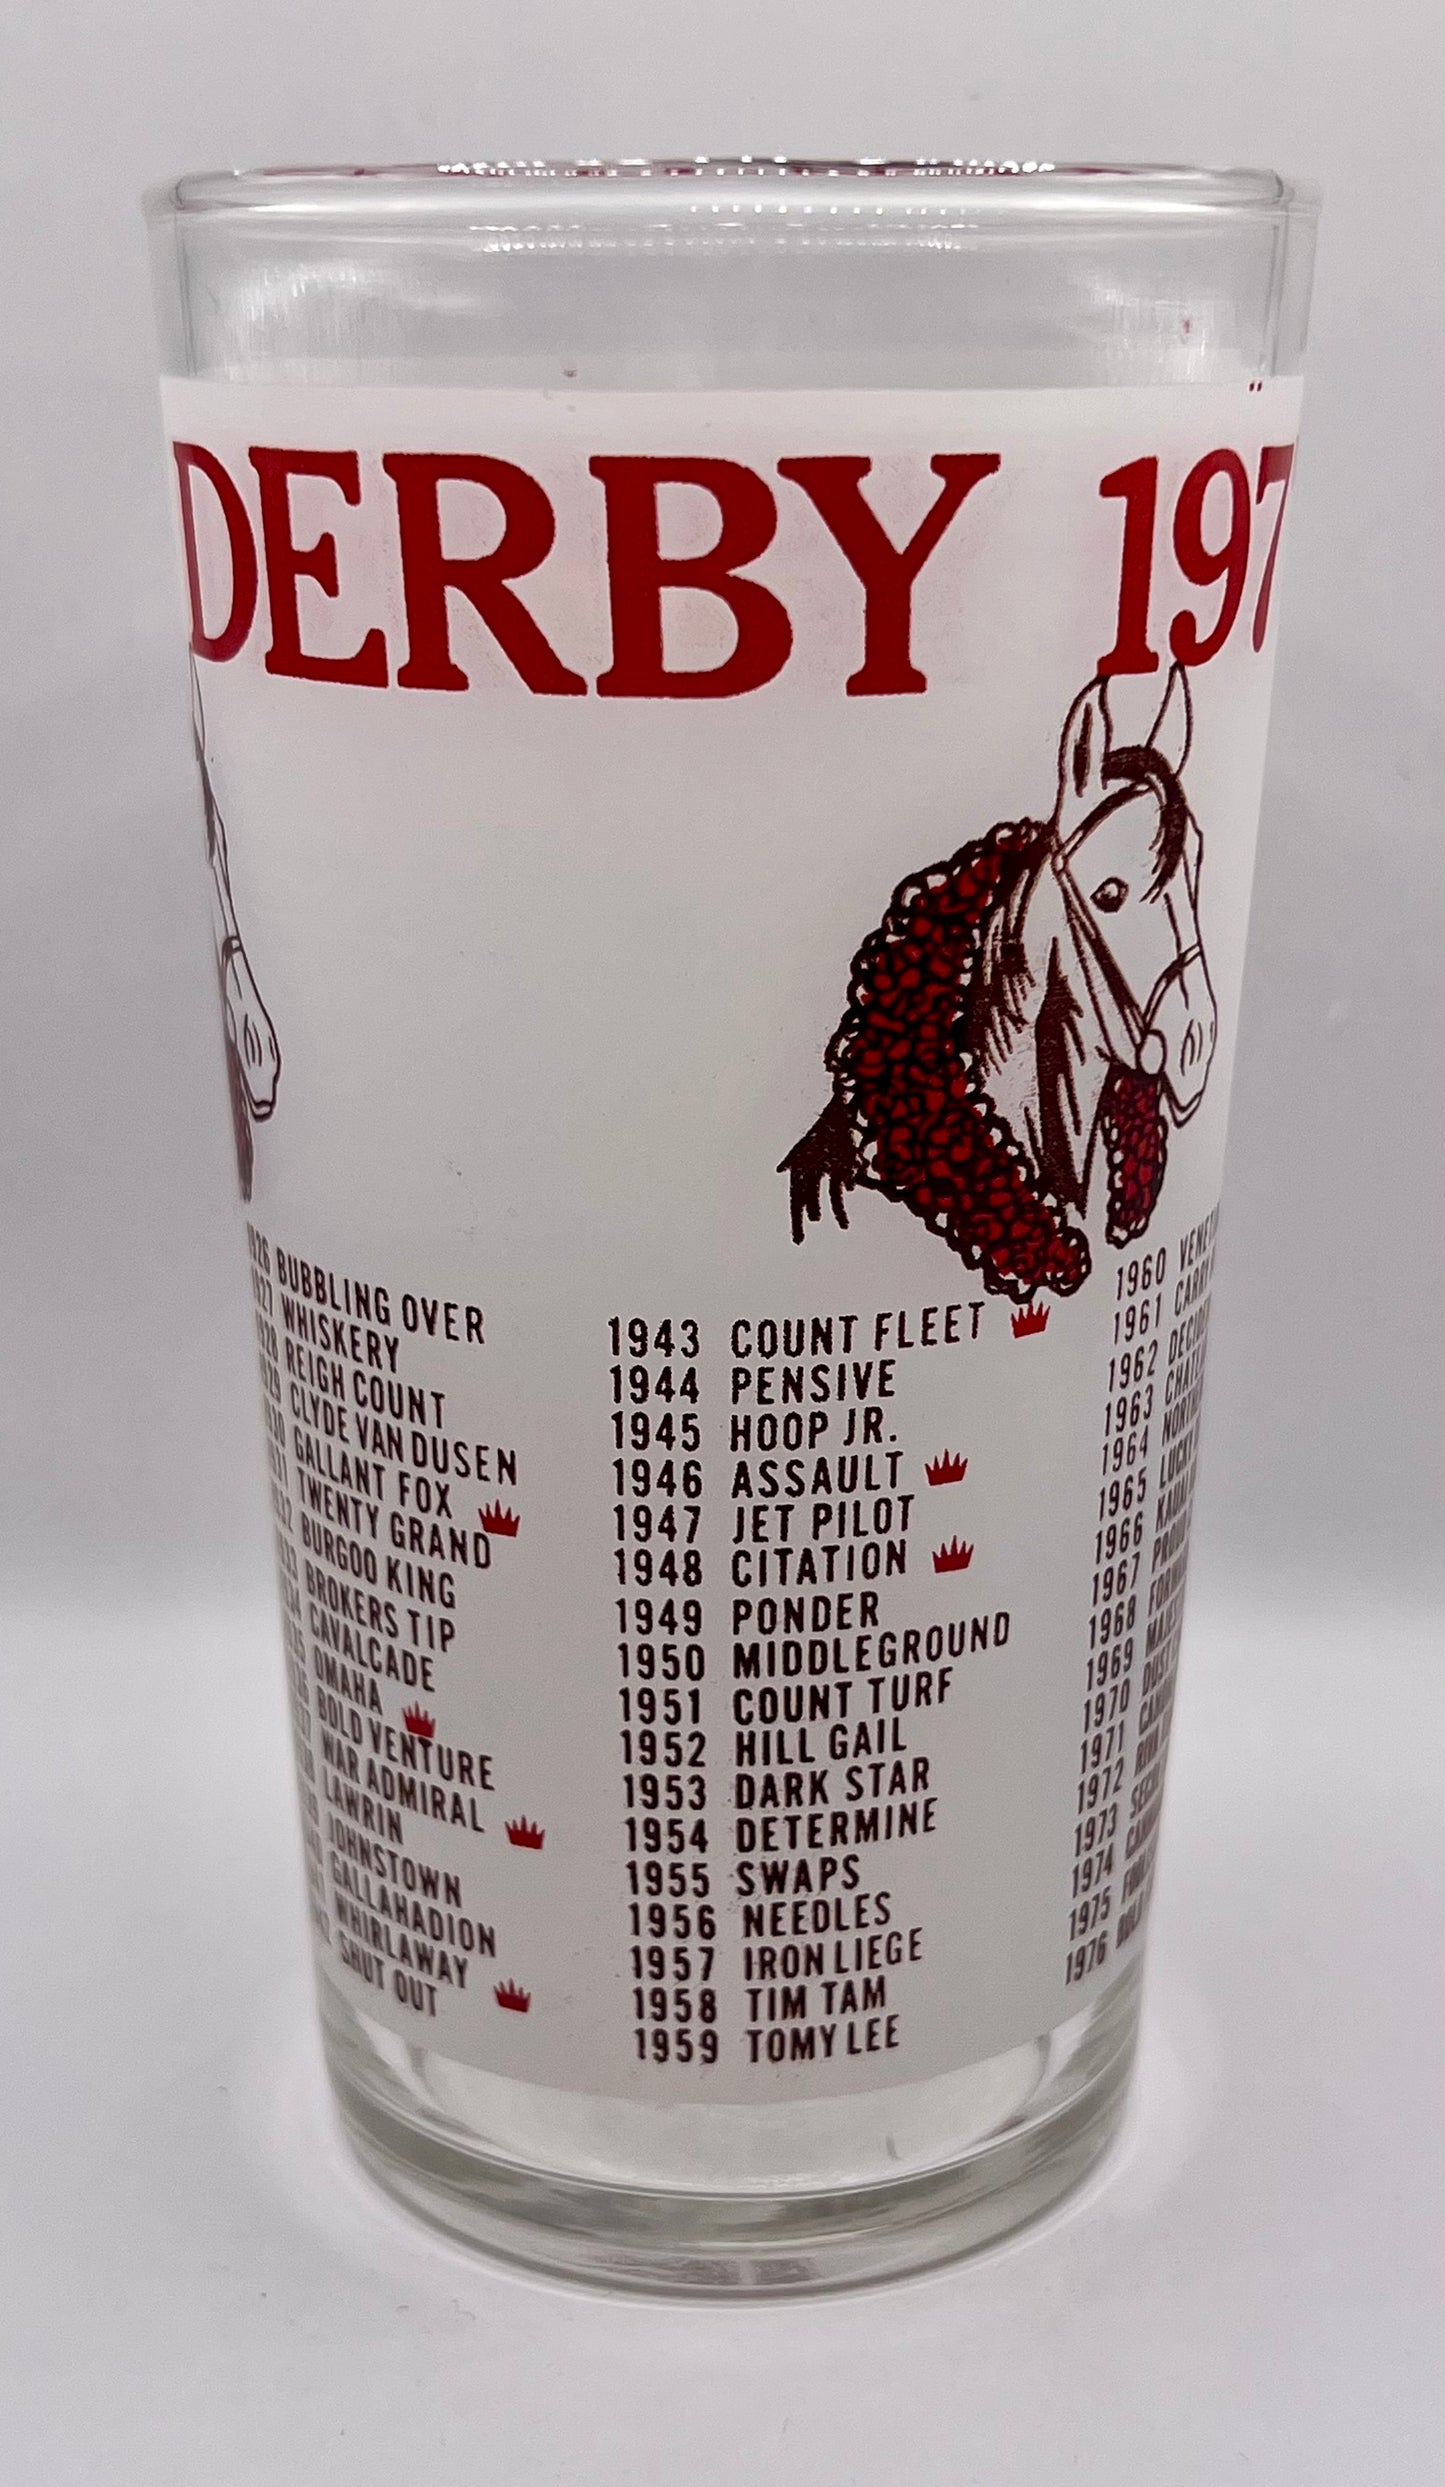 DERBY 197
BUBBLING OVER
WHISKERY
REIGH COUNT
CLYDE VAN DUSEN
GALLANT FOX
TWENTY GRAND
BURGOO KING
BROKERS TIP
CAVALCADE
OMAHA
BOLD VENTURE
WAR ADMIRAL
LAWRIN
JOHNSTOWN
GALLAHADION
WHIRLAWAY
SHUT OUT
1943 COUNT FLEET
1944 PENSIVE
1945 HOOP JR.
1946 ASSAULT
1947 JET PILOT
1948 CITATION
1949 PONDER
1950 MIDDLEGROUND
1951 COUNT TURF
1952 HILL GAIL
1953 DARK STAR
1954 DETERMINE
1955 SWAPS
1956 NEEDLES
1957 IRON LIEGE
1958 TIM TAM
1959 TOMY LEE
1960
1961 CARRY
1962
1963
1964
1965 LUCKY
1966
1967
1968
1969
1970
1971
1972
1973
1974
1975
1976